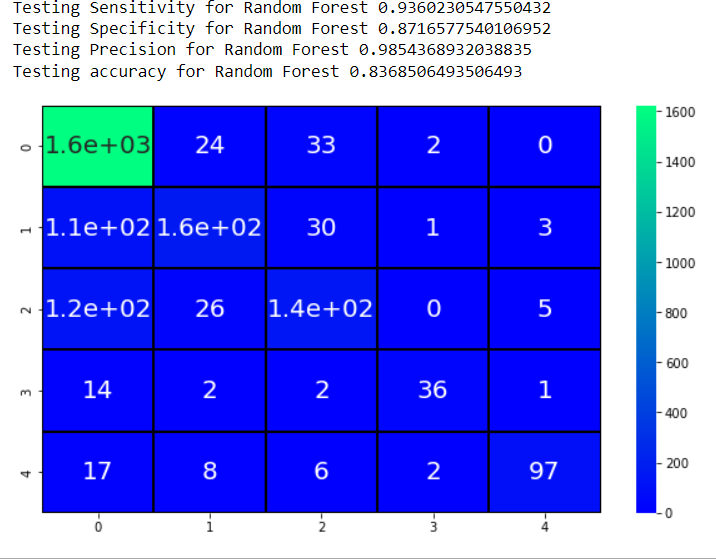 Testing Sensitivity for Random Forest 0.9360230547550432
Testing Specificity for Random Forest 0.8716577540106952
Testing Precision for Random Forest 0.9854368932038835
Testing accuracy for Random Forest 0.8368506493506493
0 1.6e+03 24 33 2 0
1 1.1e+02 1.6e+02 30 1 3
2 1.2e+02 26 1.4e+02 0 5
3 14 2 2 36 1
4 17 8 6 2 97
0 1 2 3 4
1600
1400
1200
1000
800
600
400
200
0